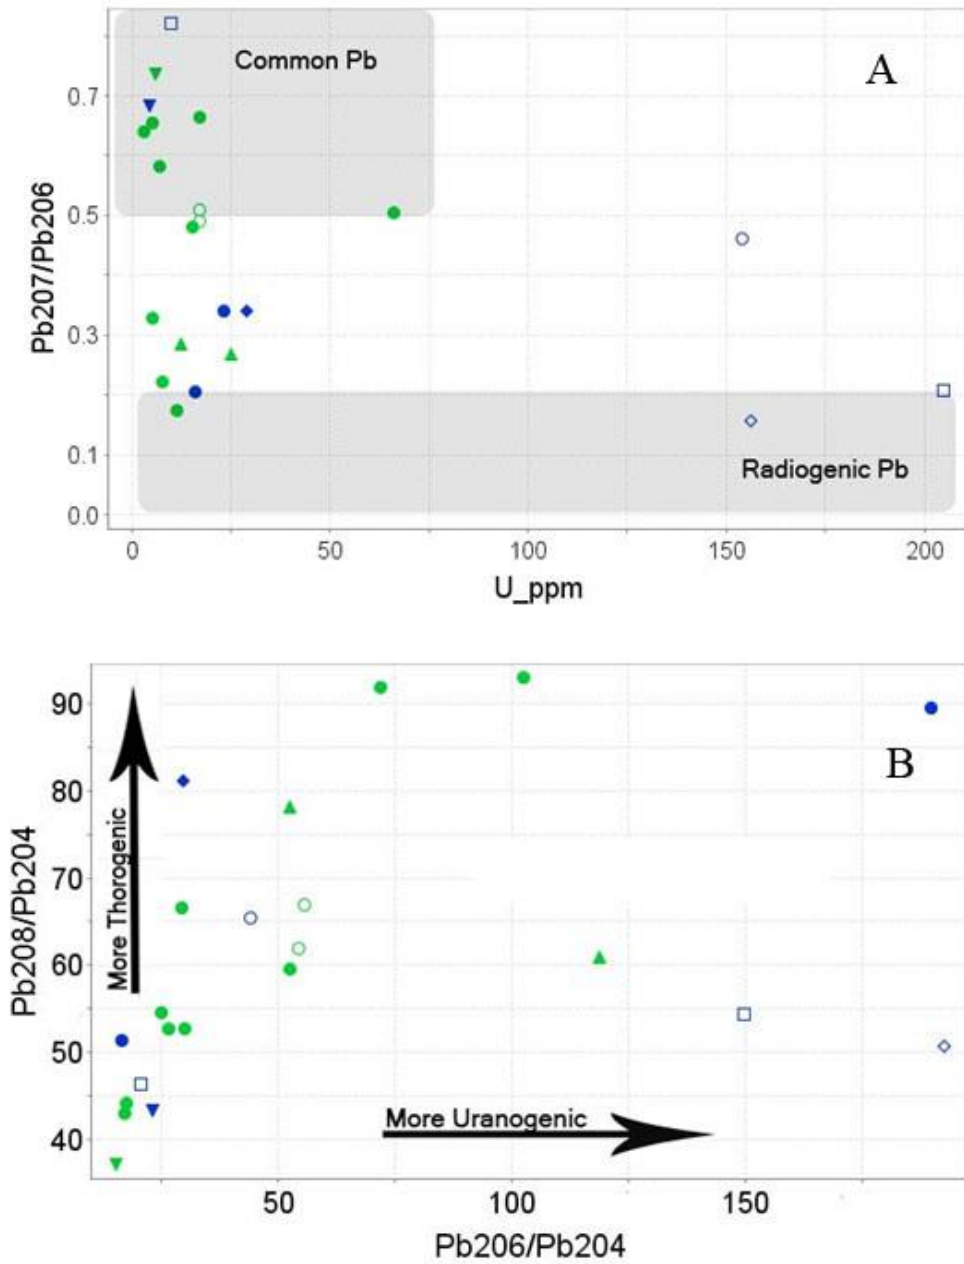 Common Pb
A
0.7
0.5
0.3
0.1
0.0
Pb207/Pb206
Radiogenic Pb
0
50
100
150
200
U_ppm
90
80
70
60
50
40
Pb208/Pb204
More Thorogenic
B
More Uranogenic
50
100
150
Pb206/Pb204